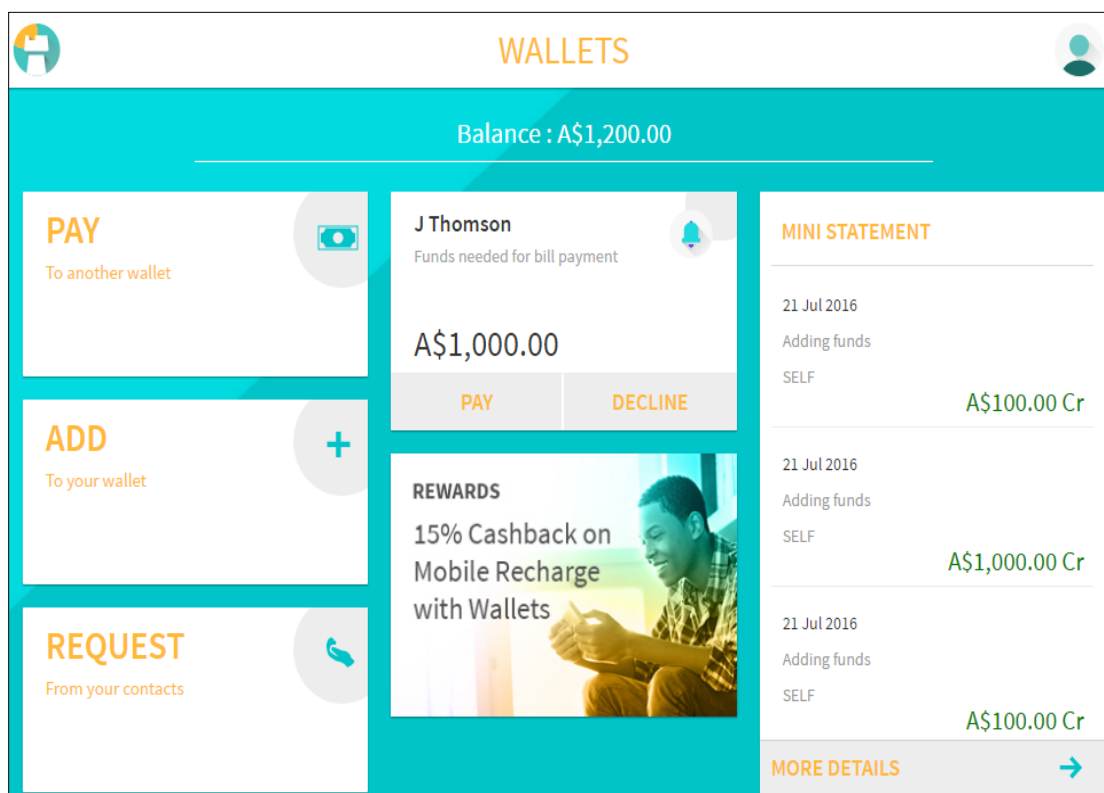 WALLETS
Balance : A$1,200.00
PAY
To another wallet
ADD
To your wallet
REQUEST
From your contacts
J Thomson
Funds needed for bill payment
A$1,000.00
PAY DECLINE
REWARDS
15% Cashback on
Mobile Recharge
with Wallets
MINI STATEMENT
21 Jul 2016
Adding funds
SELF
A$100.00 Cr
21 Jul 2016
Adding funds
SELF
A$1,000.00 Cr
21 Jul 2016
Adding funds
SELF
A$100.00 Cr
MORE DETAILS